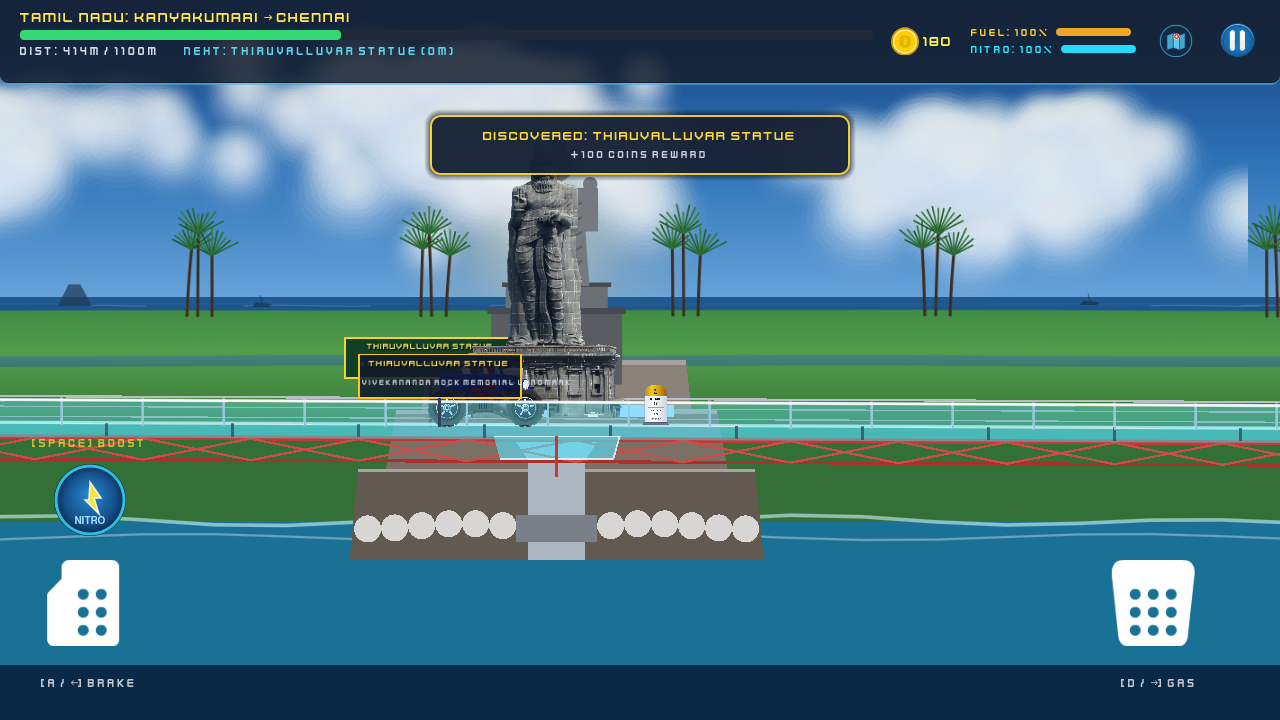 TAMIL NADU: KANYAKUMARI → CHENNAI
DIST: 414M / 1100M NEXT: THIRUVALLUVAR STATUE (0M)
180
FUEL: 100%
NITRO: 100%
DISCOVERED: THIRUVALLUVAR STATUE
+100 COINS REWARD
THIRUVALLUVAR STATUE
THIRUVALLUVAR STATUE
VIVEKANANDA ROCK MEMORIAL LANDMARK
[SPACE] BOOST
NITRO
[A / ←] BRAKE
[D / →] GAS